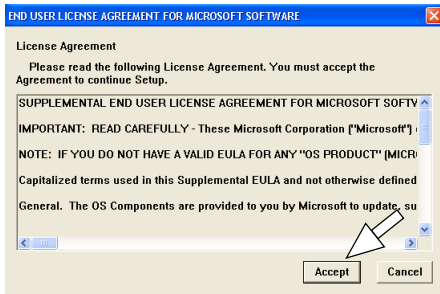 END USER LICENSE AGREEMENT FOR MICROSOFT SOFTWARE
License Agreement
Please read the following License Agreement. You must accept the
Agreement to continue Setup.
SUPPLEMENTAL END USER LICENSE AGREEMENT FOR MICROSOFT SOFTV
IMPORTANT: READ CAREFULLY - These Microsoft Corporation ("Microsoft")
NOTE: IF YOU DO NOT HAVE A VALID EULA FOR ANY "OS PRODUCT" (MICR
Capitalized terms used in this Supplemental EULA and not otherwise defined
General. The OS Components are provided to you by Microsoft to update, su
Accept Cancel